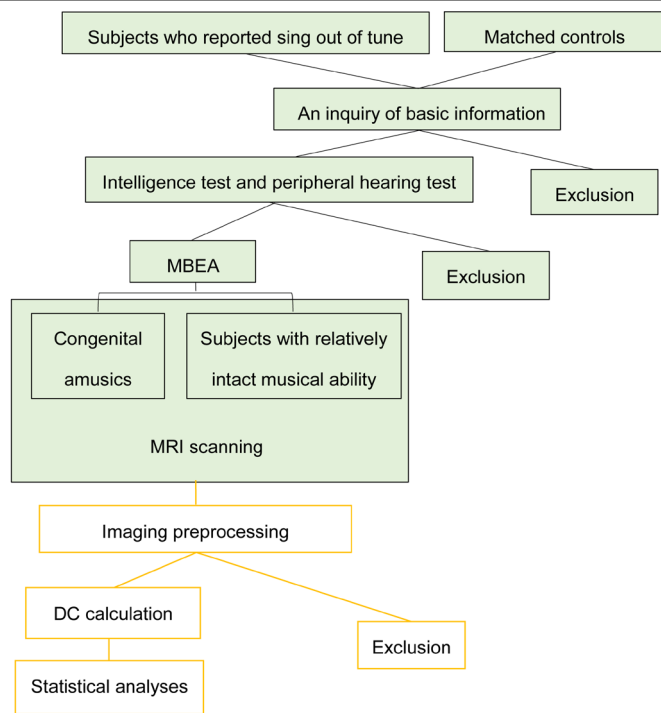 Subjects who reported sing out of tune
Matched controls
An inquiry of basic information
Intelligence test and peripheral hearing test
Exclusion
MBEA
Exclusion
Congenital
amusics
Subjects with relatively
intact musical ability
MRI scanning
Imaging preprocessing
DC calculation
Exclusion
Statistical analyses